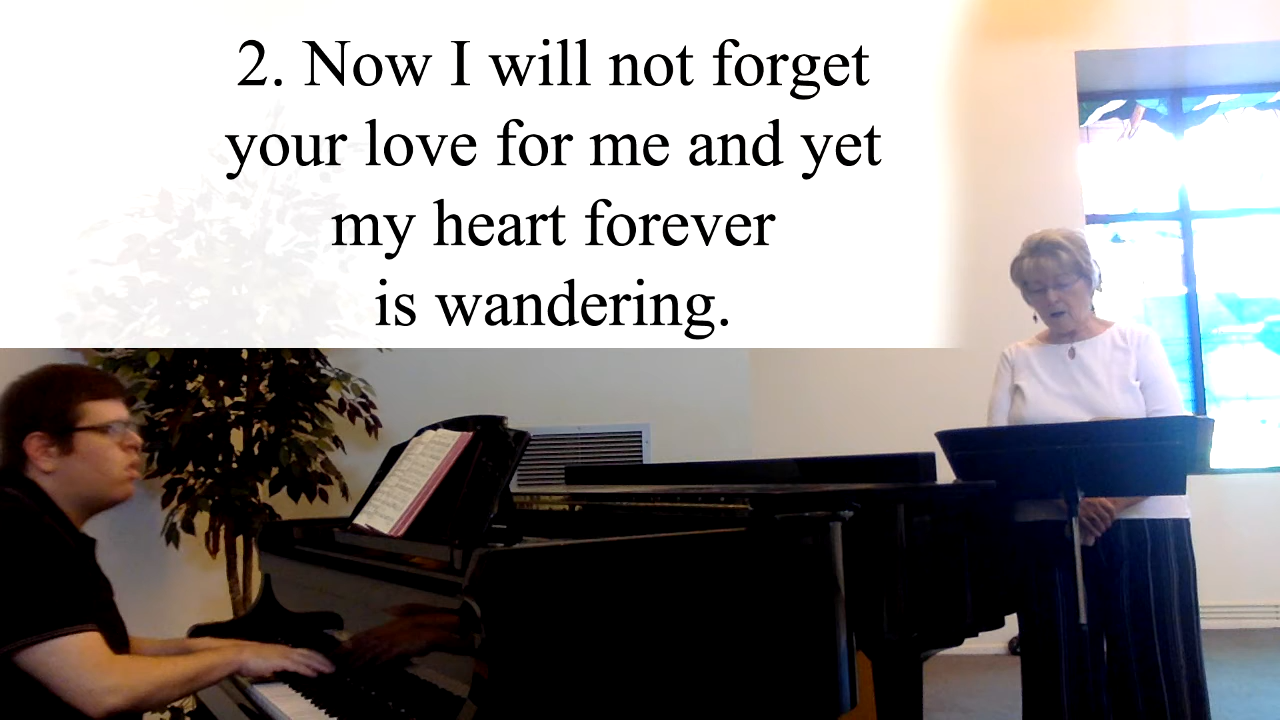 2. Now I will not forget
your love for me and yet
my heart forever
is wandering.